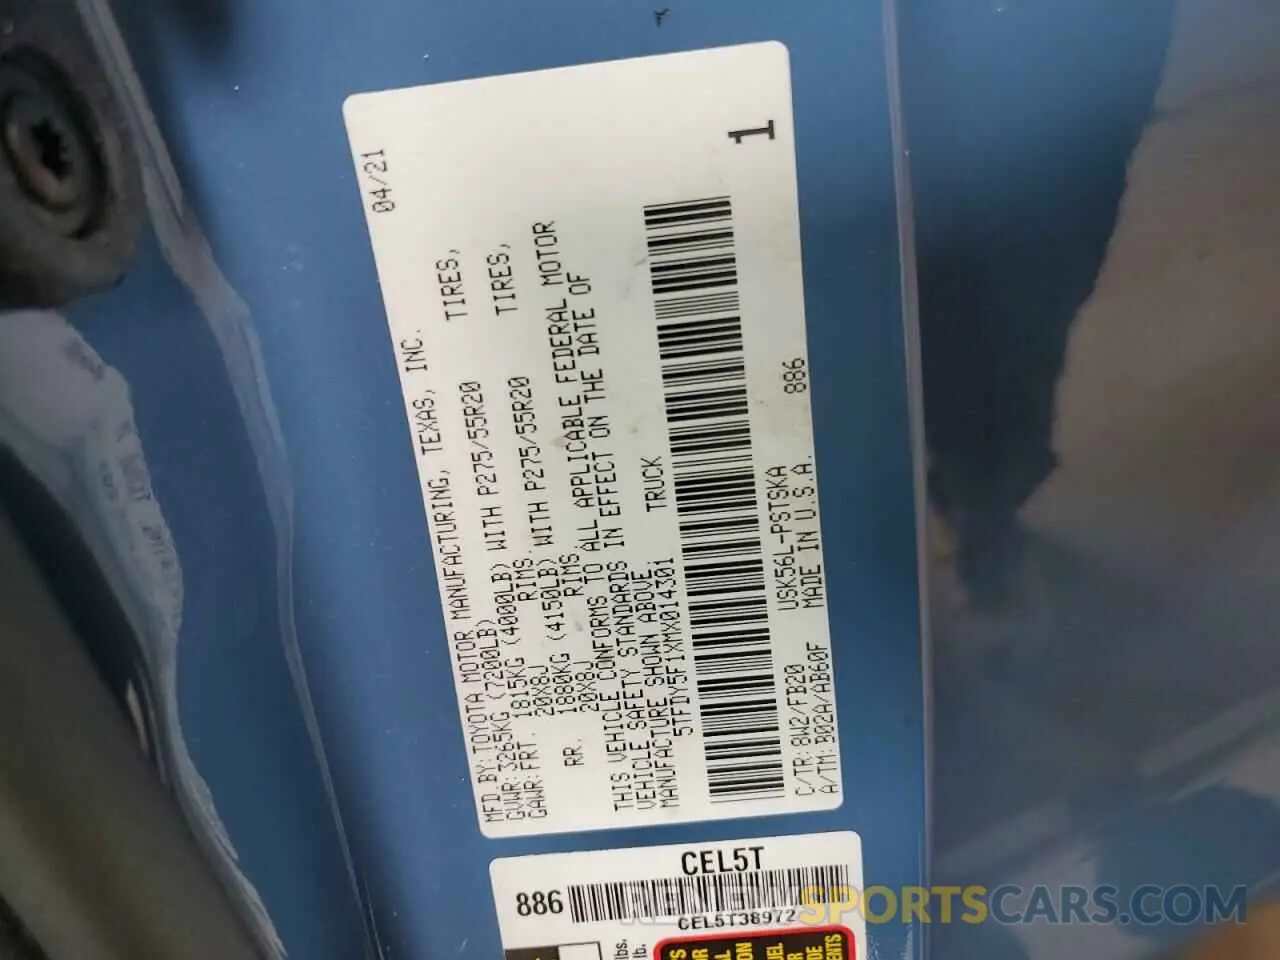 04/21
MFD.BY:TOYOTA MOTOR MANUFACTURING, TEXAS, INC.
GVWR:3265KG (7200LB)
GAWR:FRT. 1815KG (4000LB) WITH P275/55R20 TIRES,
20X8J RIMS.
RR. 1880KG (4150LB) WITH P275/55R20 TIRES,
20X8J RIMS.
THIS VEHICLE CONFORMS TO ALL APPLICABLE FEDERAL MOTOR
VEHICLE SAFETY STANDARDS IN EFFECT ON THE DATE OF
MANUFACTURE SHOWN ABOVE.
5TFDY5F1XMX014301 TRUCK
1
C/TR:8W2/FB20 USK56L-PSTSKA 886
A/TM:B02A/AB60F MADE IN U.S.A.
CEL5T
886
CEL5T38972
lbs.
lb.
RENEWSPORTSCARS.COM